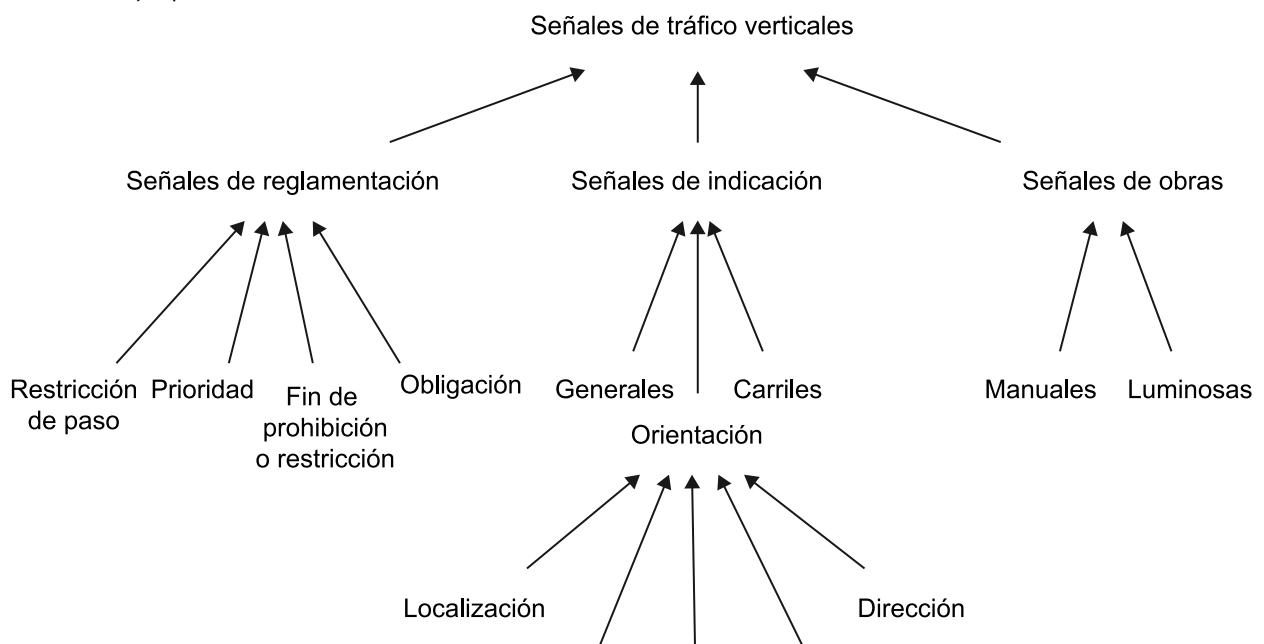 Señales de tráfico verticales
Señales de reglamentación
Señales de indicación
Señales de obras
Restricción
de paso
Prioridad
Fin de
prohibición
o restricción
Obligación
Generales
Carriles
Orientación
Manuales
Luminosas
Localización
Dirección